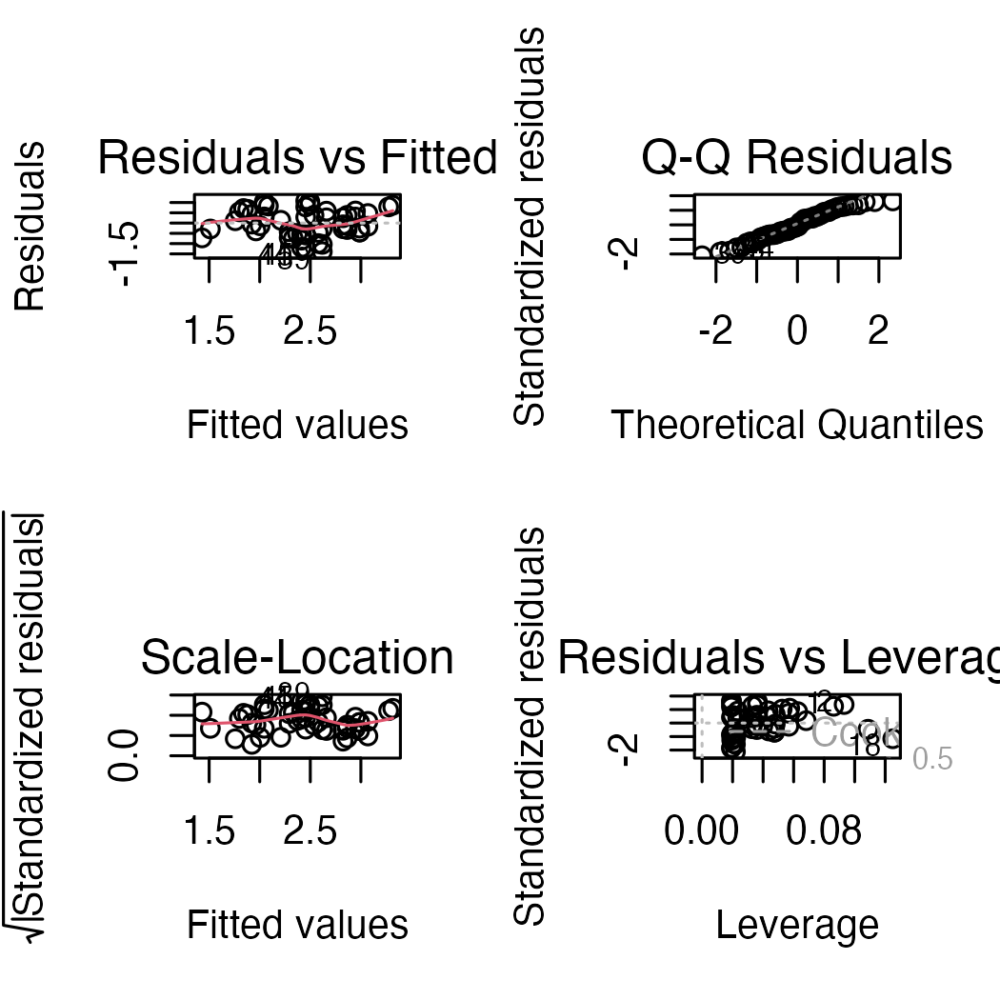 Residuals vs Fitted
Residuals
-1.5
1.5 2.5
Fitted values
Q-Q Residuals
Standardized residuals
-2
-2 0 2
Theoretical Quantiles
Scale-Location
√|Standardized residuals|
0.0
1.5 2.5
Fitted values
Residuals vs Leverag
Standardized residuals
-2
12
Cook
18
0.5
0.00 0.08
Leverage